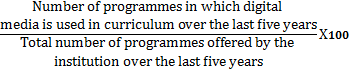 Number of programmes in which digital
media is used in curriculum over the last five years
Total number of programmes offered by the
institution over the last five years
X100